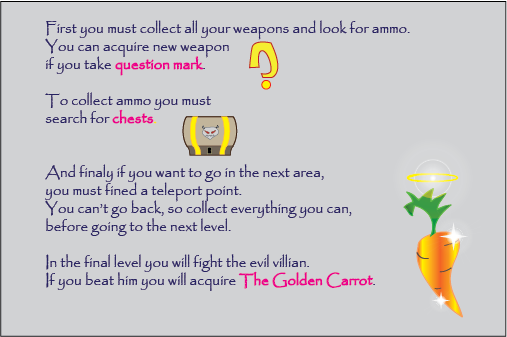 First you must collect all your weapons and look for ammo.
You can acquire new weapon
if you take question mark.
?
To collect ammo you must
search for chests
And finaly if you want to go in the next area,
you must fined a teleport point.
You can't go back, so collect everything you can,
before going to the next level.
In the final level you will fight the evil villian.
If you beat him you will acquire The Golden Carrot.